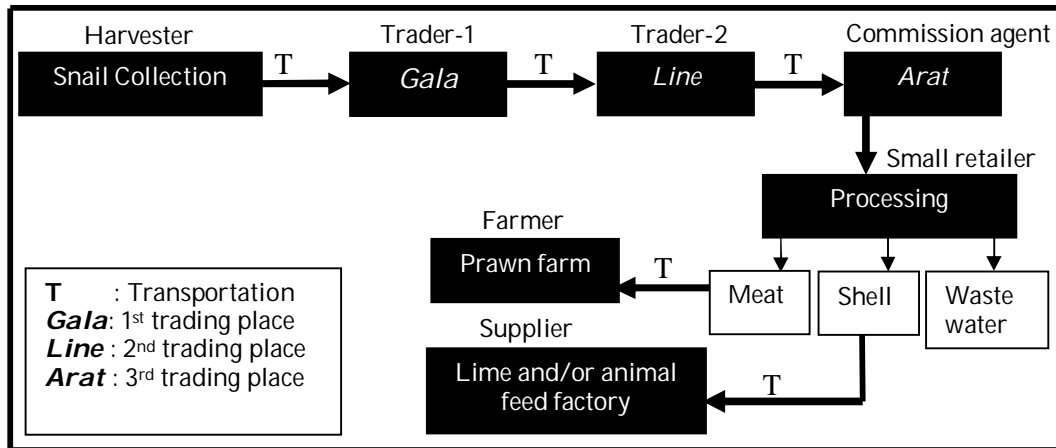 Harvester
Trader-1
Trader-2
Commission agent
Snail Collection
T
Gala
T
Line
T
Arat
Small retailer
Processing
Farmer
Prawn farm
T
Meat
Shell
Waste
water
Supplier
Lime and/or animal
feed factory
T
T : Transportation
Gala: 1st trading place
Line : 2nd trading place
Arat : 3rd trading place